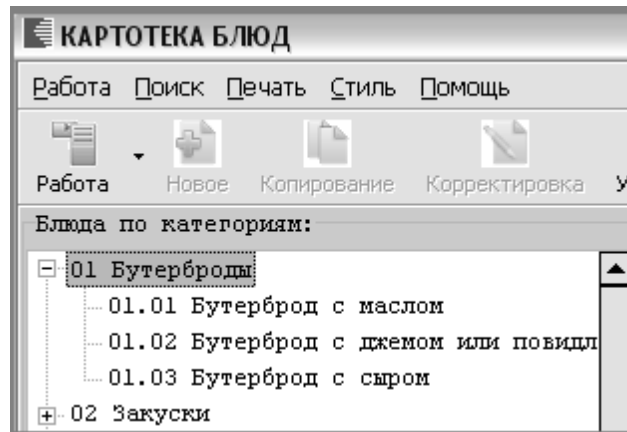 КАРТОТЕКА БЛЮД
Работа Поиск Печать Стиль Помощь
Работа Новое Копирование Корректировка
Блюда по категориям:
01 Бутерброды
01.01 Бутерброд с маслом
01.02 Бутерброд с джемом или повидл
01.03 Бутерброд с сыром
02 Закуски